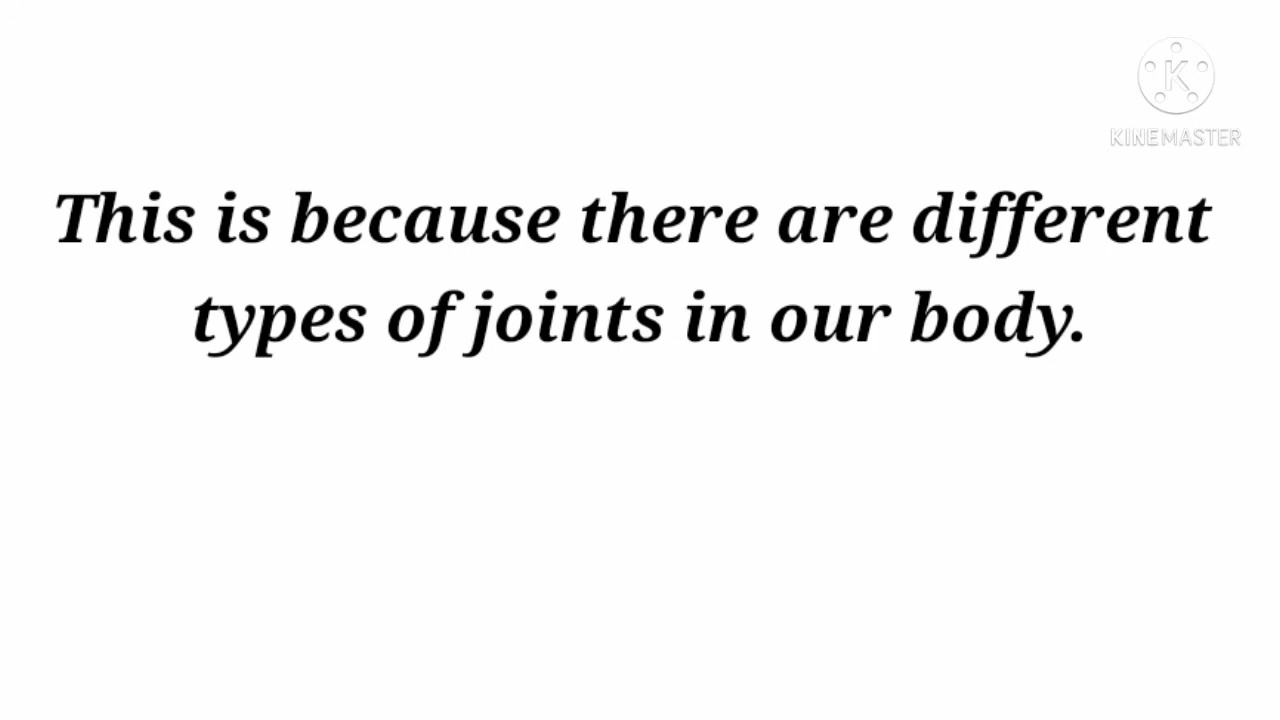 K
KINEMASTER
This is because there are different
types of joints in our body.